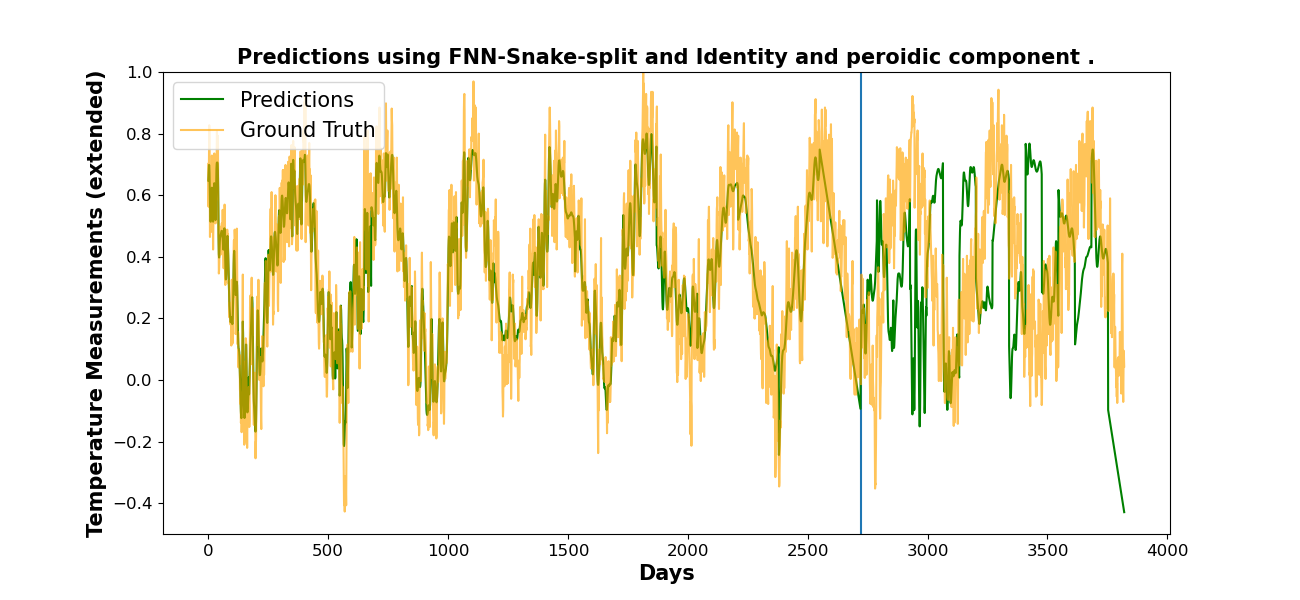 Predictions using FNN-Snake-split and Identity and peroidic component .
Temperature Measurements (extended)
1.0
0.8
0.6
0.4
0.2
0.0
−0.2
−0.4
Predictions
Ground Truth
0 500 1000 1500 2000 2500 3000 3500 4000
Days